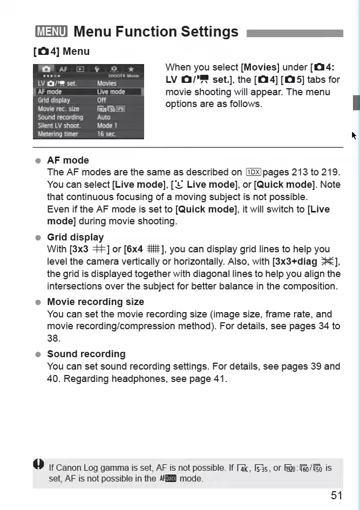 MENU Menu Function Settings
[4] Menu
When you select [Movies] under [4:
LV / set.], the [4] [5] tabs for
movie shooting will appear. The menu
options are as follows.
AF
SHOOT4: Movie
LV / set. Movies
AF mode Live mode
Grid display Off
Movie rec. size
Sound recording Auto
Silent LV shoot. Mode 1
Metering timer 16 sec.
● AF mode
The AF modes are the same as described on 1DX pages 213 to 219.
You can select [Live mode], [ Live mode], or [Quick mode]. Note
that continuous focusing of a moving subject is not possible.
Even if the AF mode is set to [Quick mode], it will switch to [Live
mode] during movie shooting.
● Grid display
With [3x3 ] or [6x4 ], you can display grid lines to help you
level the camera vertically or horizontally. Also, with [3x3+diag ],
the grid is displayed together with diagonal lines to help you align the
intersections over the subject for better balance in the composition.
● Movie recording size
You can set the movie recording size (image size, frame rate, and
movie recording/compression method). For details, see pages 34 to
38.
● Sound recording
You can set sound recording settings. For details, see pages 39 and
40. Regarding headphones, see page 41.
If Canon Log gamma is set, AF is not possible. If 4K, S35, or : / is
set, AF is not possible in the mode.
51